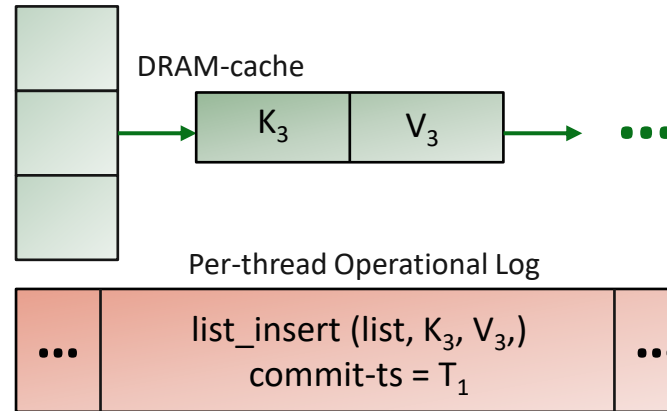 DRAM-cache
K₃ V₃ ...
Per-thread Operational Log
... list_insert (list, K₃, V₃,) ...
commit-ts = T₁